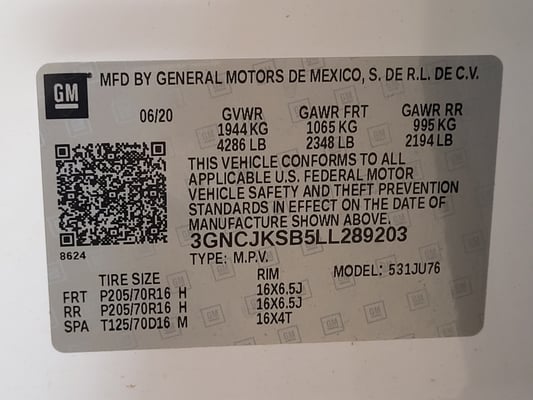 GM MFD BY GENERAL MOTORS DE MEXICO, S. DE R.L. DE C.V.
06/20 GVWR GAWR FRT GAWR RR
1944 KG 1065 KG 995 KG
4286 LB 2348 LB 2194 LB
THIS VEHICLE CONFORMS TO ALL
APPLICABLE U.S. FEDERAL MOTOR
VEHICLE SAFETY AND THEFT PREVENTION
STANDARDS IN EFFECT ON THE DATE OF
MANUFACTURE SHOWN ABOVE.
3GNCJKSB5LL289203
8624 TYPE: M.P.V.
TIRE SIZE RIM MODEL: 531JU76
FRT P205/70R16 H 16X6.5J
RR P205/70R16 H 16X6.5J
SPA T125/70D16 M 16X4T